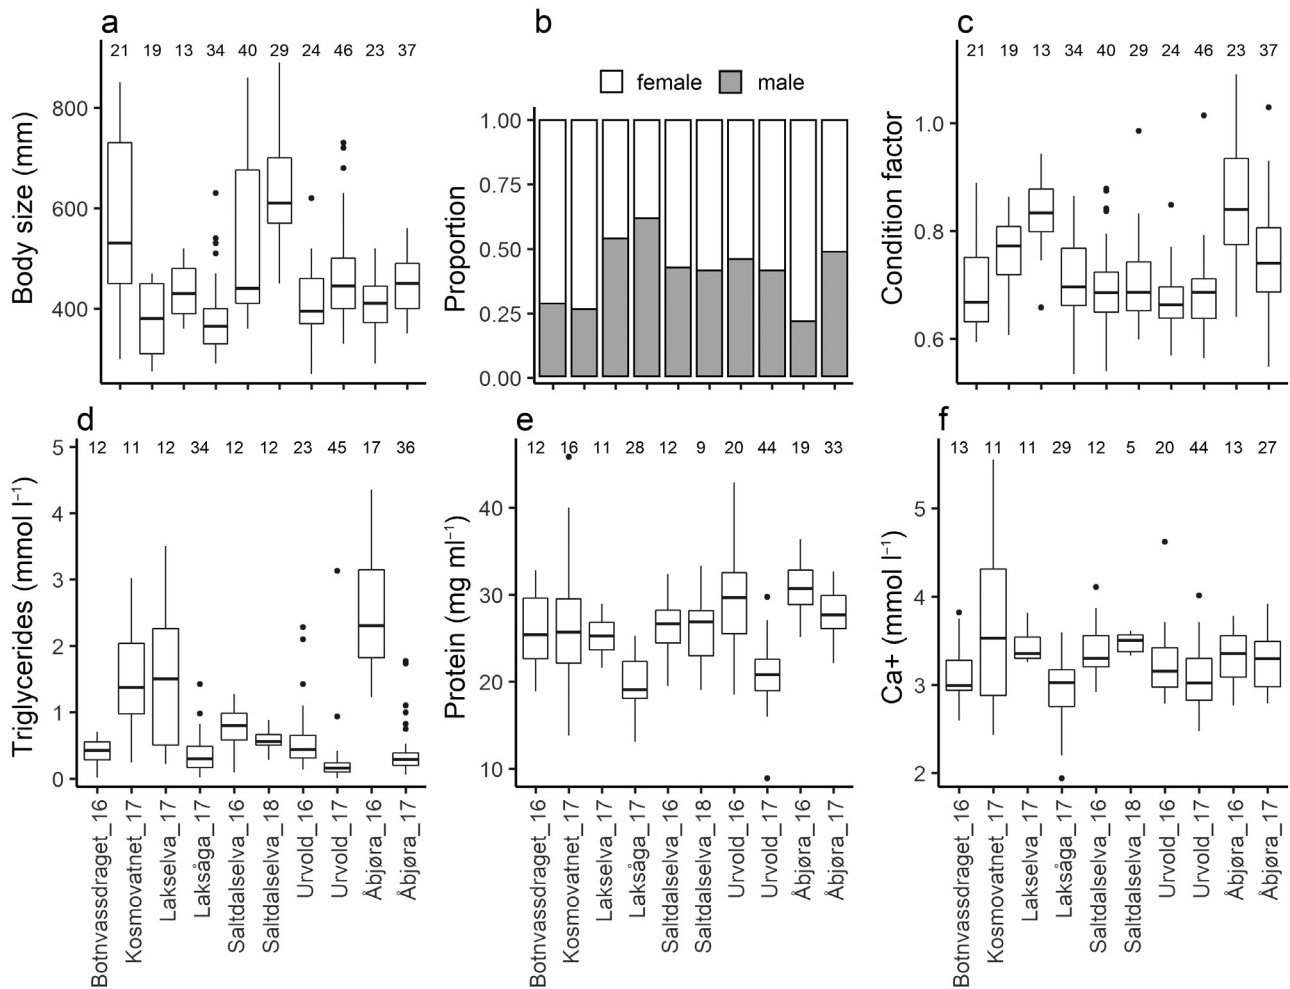 a
21 19 13 34 40 29 24 46 23 37
Body size (mm)
800
600
400
b
female male
Proportion
1.00
0.75
0.50
0.25
0.00
c
21 19 13 34 40 29 24 46 23 37
Condition factor
1.0
0.8
0.6
d
12 11 12 34 12 12 23 45 17 36
Triglycerides (mmol l⁻¹)
5
4
3
2
1
0
Botnvassdraget_16
Kosmovatnet_17
Lakselva_17
Laksåga_17
Saltdalselva_16
Saltdalselva_18
Urvold_16
Urvold_17
Åbjøra_16
Åbjøra_17
e
12 16 11 28 12 9 20 44 19 33
Protein (mg ml⁻¹)
40
30
20
10
Botnvassdraget_16
Kosmovatnet_17
Lakselva_17
Laksåga_17
Saltdalselva_16
Saltdalselva_18
Urvold_16
Urvold_17
Åbjøra_16
Åbjøra_17
f
13 11 11 29 12 5 20 44 13 27
Ca+ (mmol l⁻¹)
5
4
3
2
Botnvassdraget_16
Kosmovatnet_17
Lakselva_17
Laksåga_17
Saltdalselva_16
Saltdalselva_18
Urvold_16
Urvold_17
Åbjøra_16
Åbjøra_17